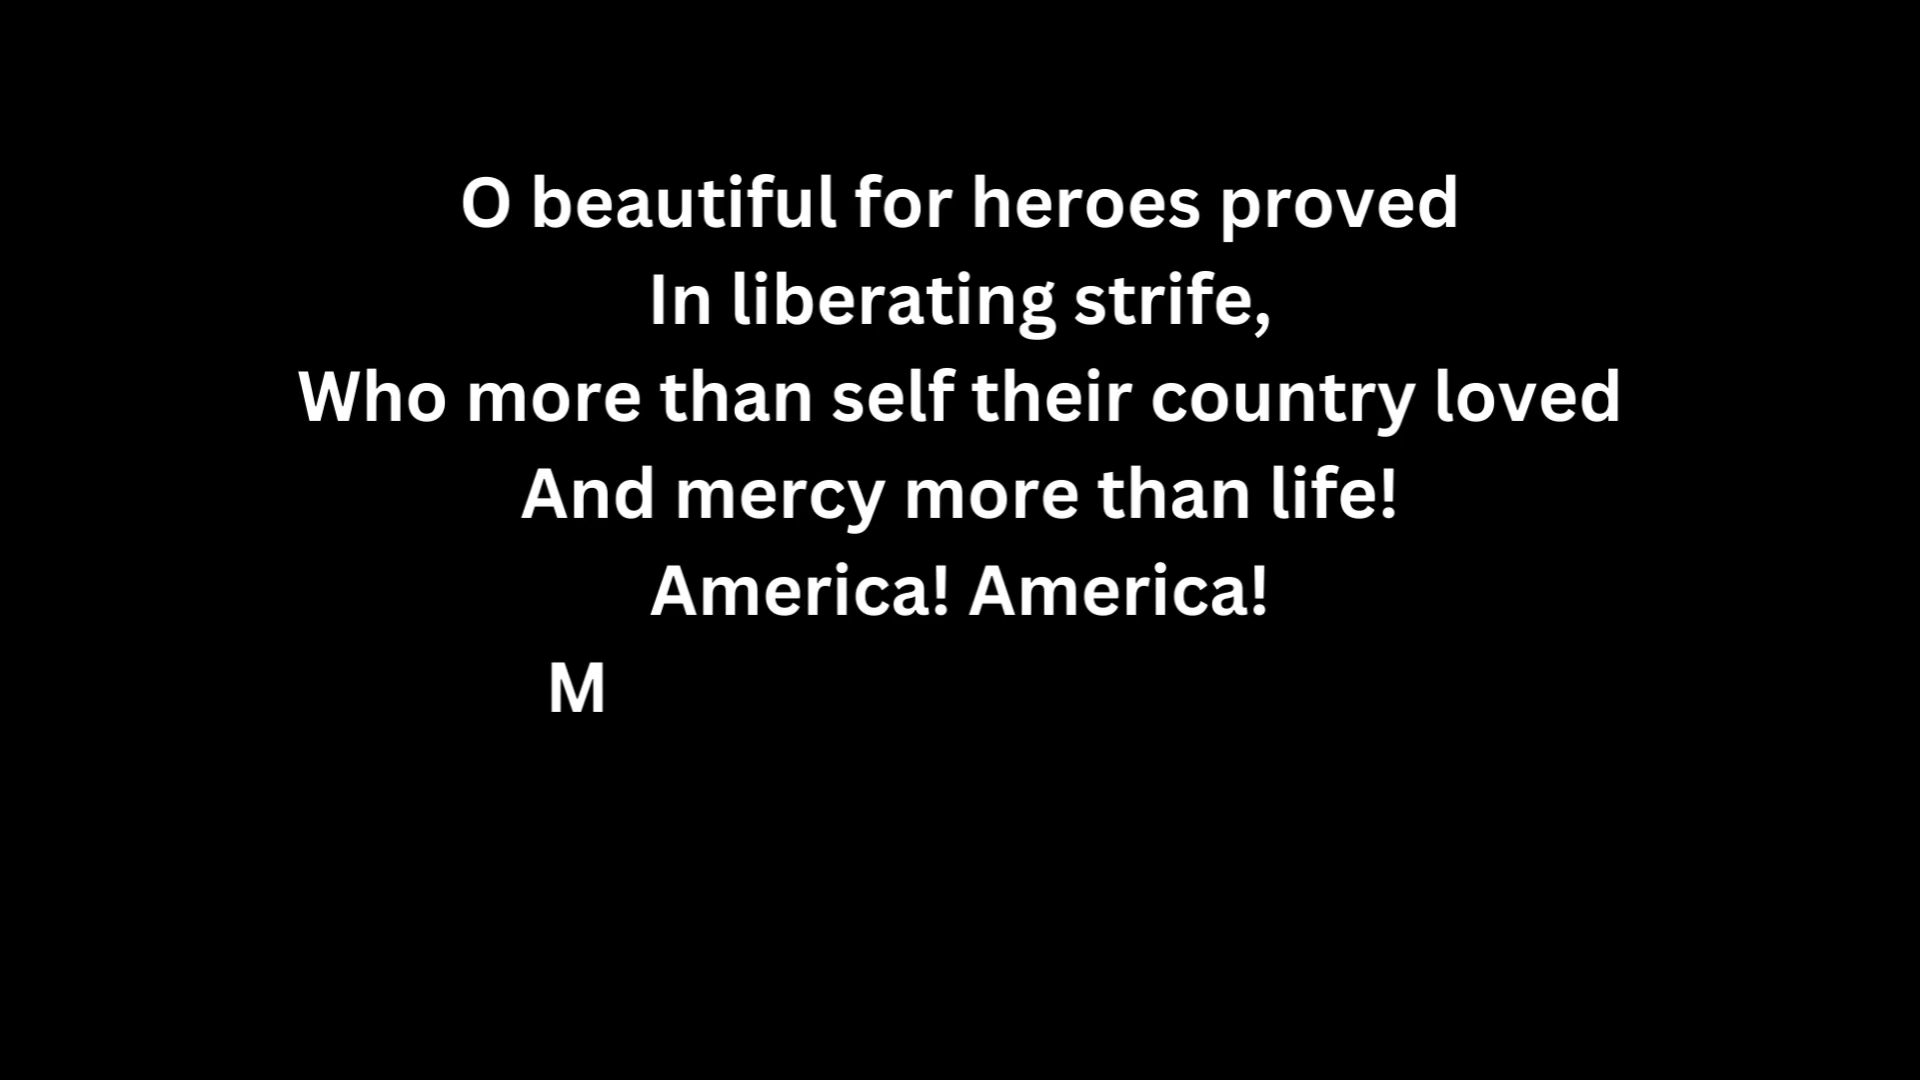 O beautiful for heroes proved
In liberating strife,
Who more than self their country loved
And mercy more than life!
America! America!
M